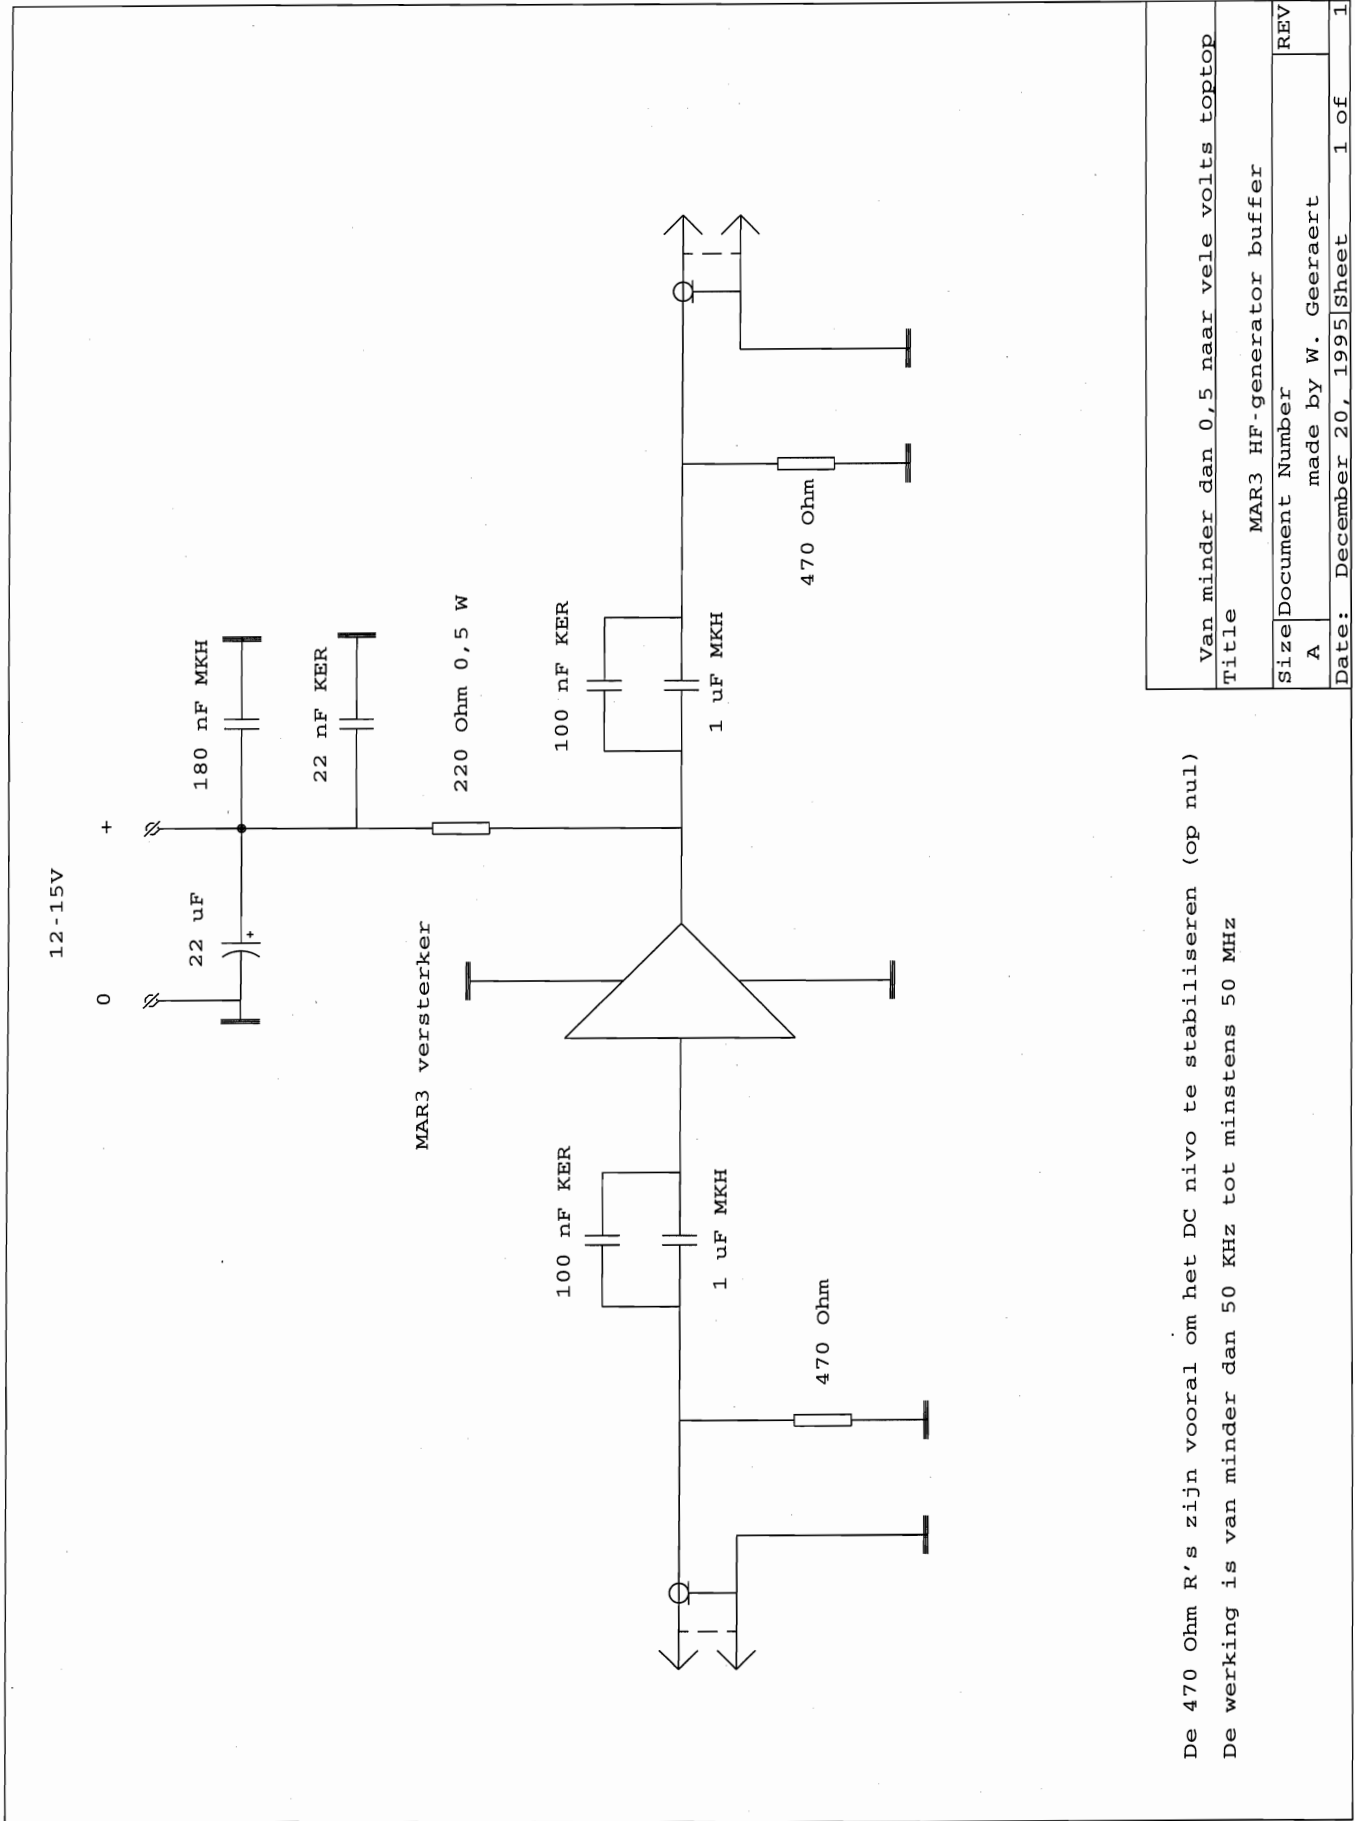 12-15V
0
+
22 uF
180 nF MKH
22 nF KER
220 Ohm 0,5 W
MAR3 versterker
100 nF KER
1 uF MKH
470 Ohm
100 nF KER
1 uF MKH
470 Ohm
+
De 470 Ohm R's zijn vooral om het DC nivo te stabiliseren (op nul)
De werking is van minder dan 50 KHz tot minstens 50 MHz
Van minder dan 0,5 naar vele volts toptop
Title
MAR3 HF-generator buffer
Size Document Number REV
A made by W. Geeraert
Date: December 20, 1995 Sheet 1 of 1